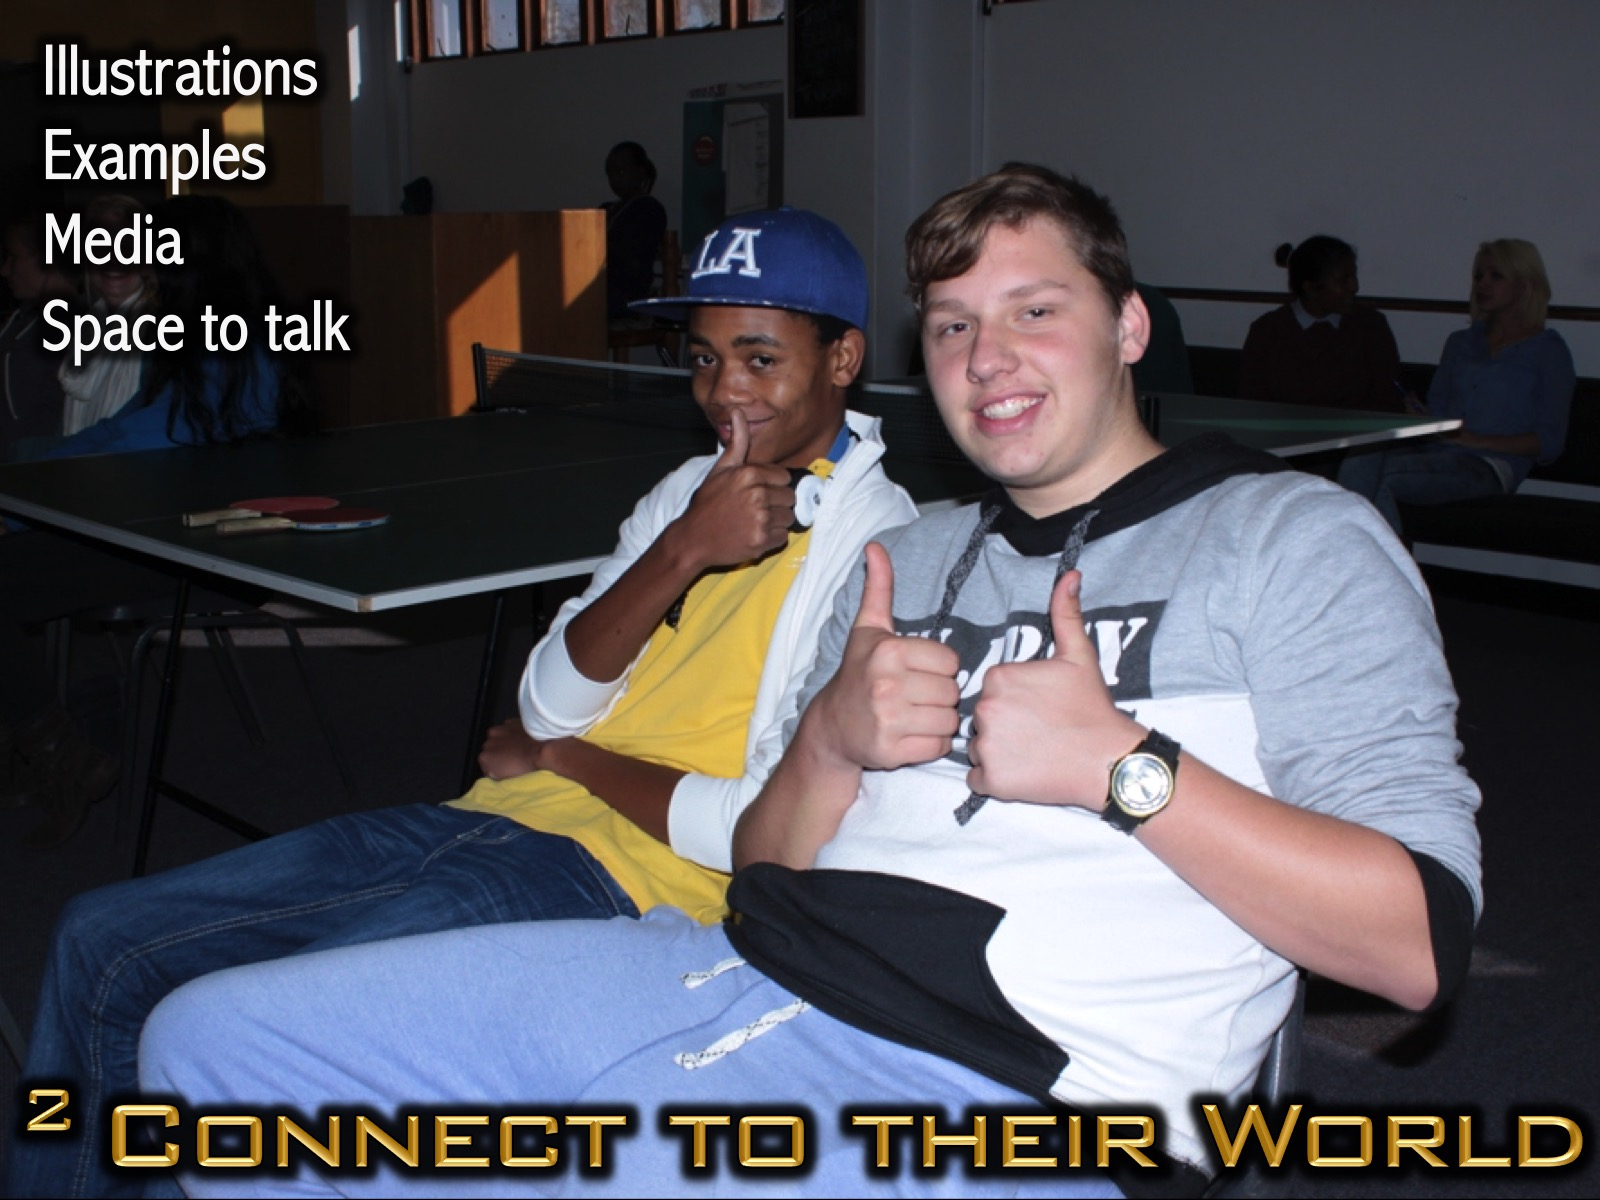 Illustrations
Examples
Media
Space to talk
LA
2 Connect to their World